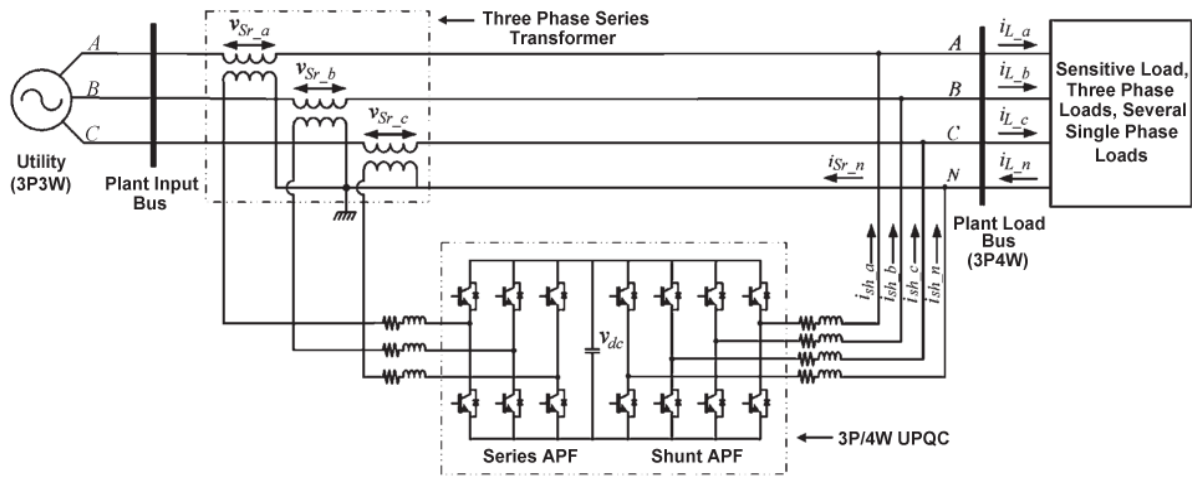 Three Phase Series
Transformer
v_Sr_a
v_Sr_b
v_Sr_c
A
B
C
Utility
(3P3W)
Plant Input
Bus
A
B
C
N
i_Sr_n
i_L_a
i_L_b
i_L_c
i_L_n
Sensitive Load,
Three Phase
Loads, Several
Single Phase
Loads
Plant Load
Bus
(3P4W)
i_sh_a
i_sh_b
i_sh_c
i_sh_n
v_dc
Series APF
Shunt APF
3P/4W UPQC